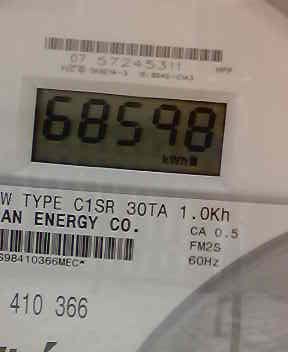 07 57245311
68598
kWh
W TYPE C1SR 30TA 1.0Kh
AN ENERGY CO. CA 0.5
FM2S
S98410366MEC* 60Hz
410 366